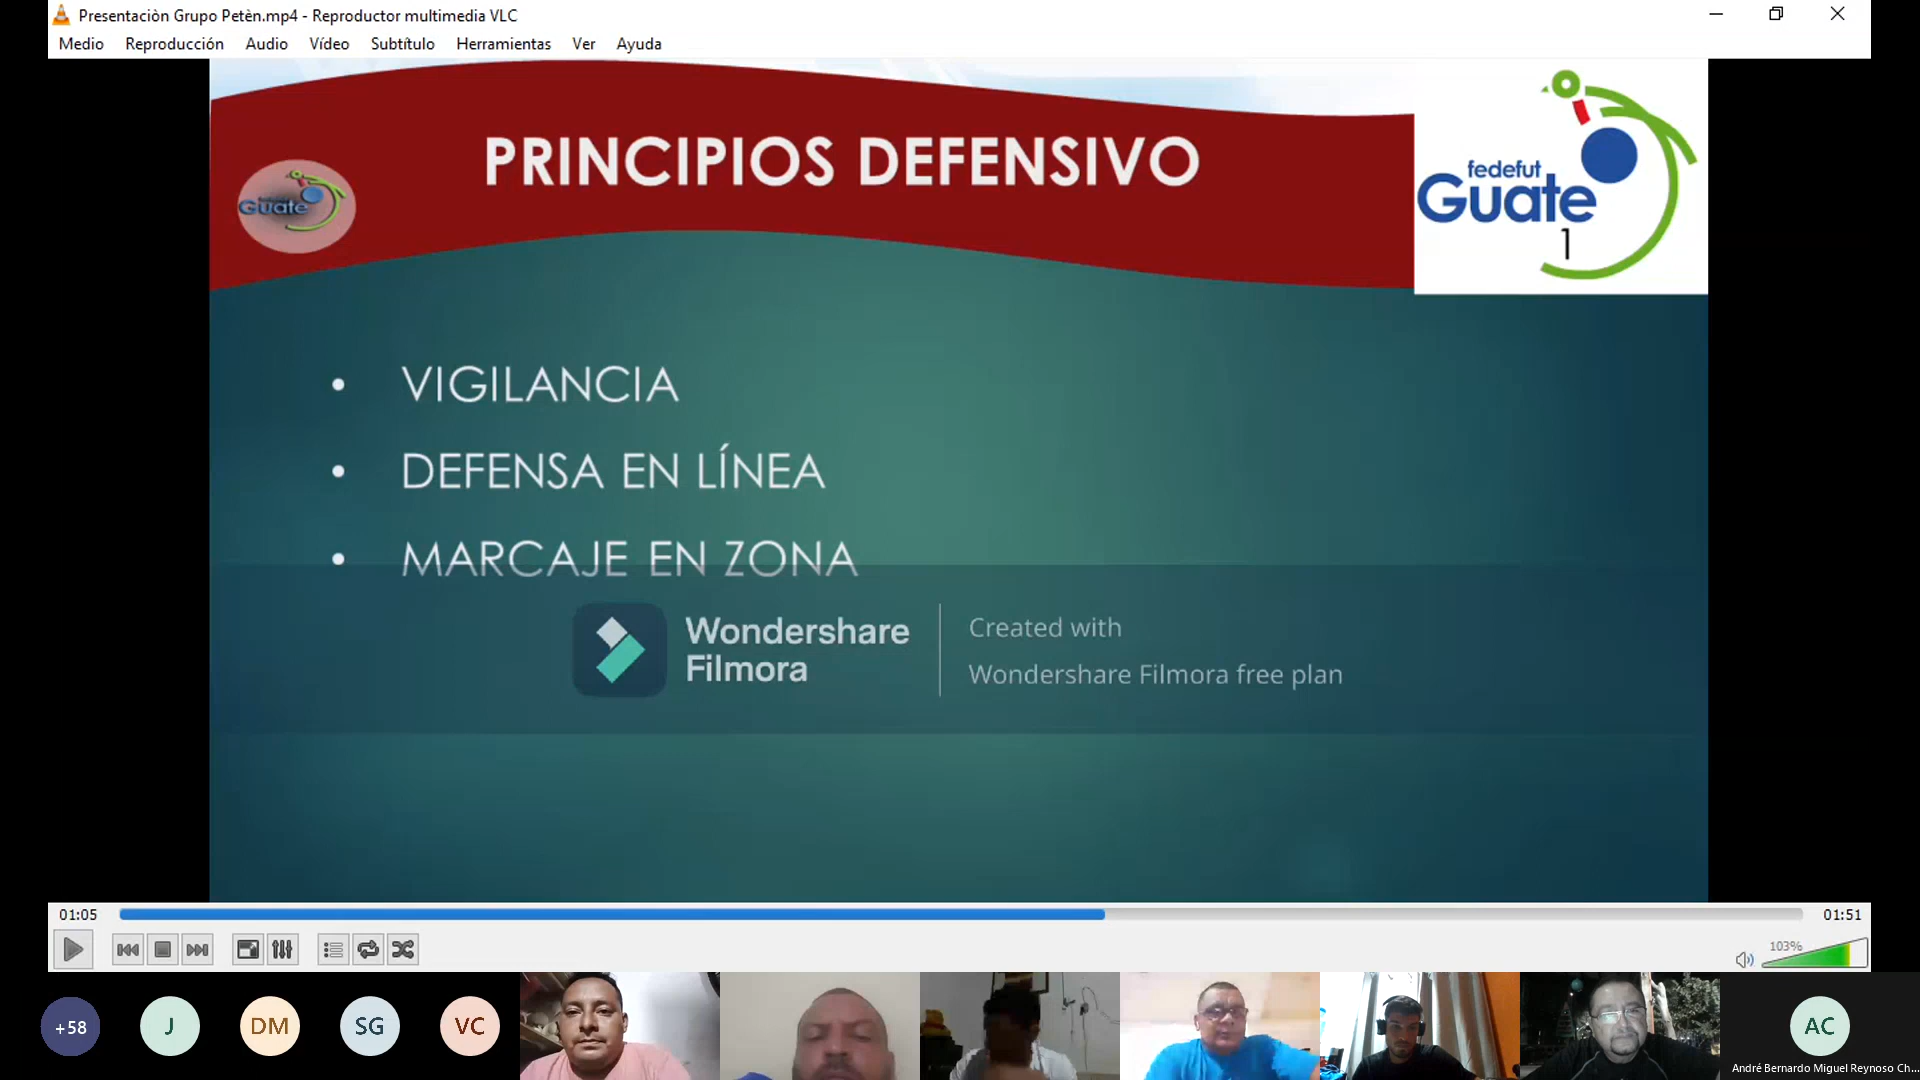 Presentaciòn Grupo Petèn.mp4 - Reproductor multimedia VLC
Medio Reproducción Audio Vídeo Subtítulo Herramientas Ver Ayuda
PRINCIPIOS DEFENSIVO
Guate
fedefut
Guate
1
• VIGILANCIA
• DEFENSA EN LÍNEA
• MARCAJE EN ZONA
Wondershare
Filmora
Created with
Wondershare Filmora free plan
01:05
01:51
103%
+58
J
DM
SG
VC
AC
André Bernardo Miguel Reynoso Ch...